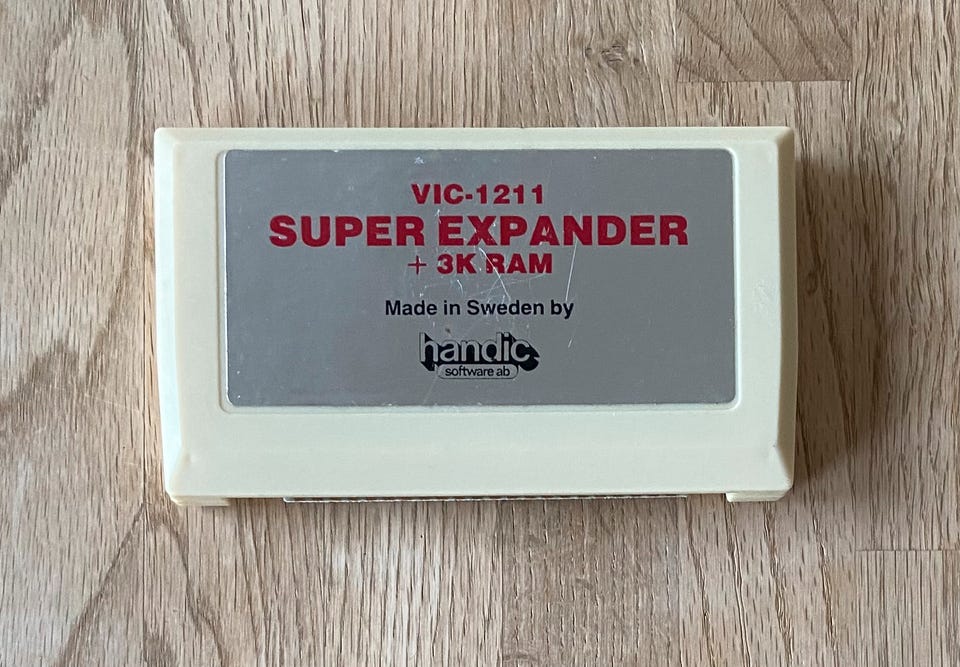 VIC-1211
SUPER EXPANDER
+ 3K RAM
Made in Sweden by
handic
software ab